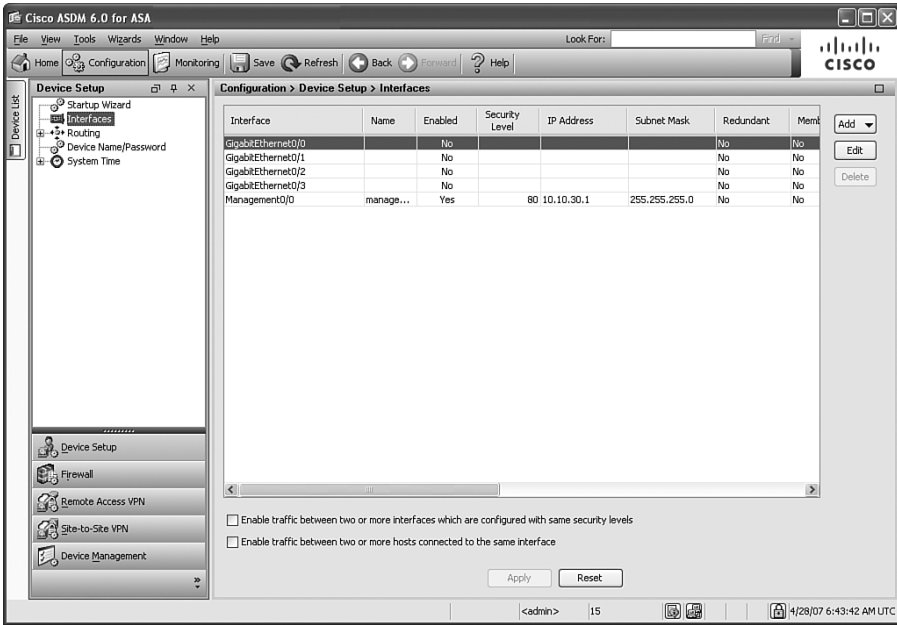 Cisco ASDM 6.0 for ASA
File View Tools Wizards Window Help
Look For: Find
Home Configuration Monitoring Save Refresh Back Forward Help
CISCO
Device List
Device Setup
Startup Wizard
Interfaces
Routing
Device Name/Password
System Time
Device Setup
Firewall
Remote Access VPN
Site-to-Site VPN
Device Management
Configuration > Device Setup > Interfaces
Interface Name Enabled Security Level IP Address Subnet Mask Redundant Memb
GigabitEthernet0/0 No No No
GigabitEthernet0/1 No No No
GigabitEthernet0/2 No No No
GigabitEthernet0/3 No No No
Management0/0 manage... Yes 80 10.10.30.1 255.255.255.0 No No
Add
Edit
Delete
Enable traffic between two or more interfaces which are configured with same security levels
Enable traffic between two or more hosts connected to the same interface
Apply Reset
<admin> 15 4/28/07 6:43:42 AM UTC